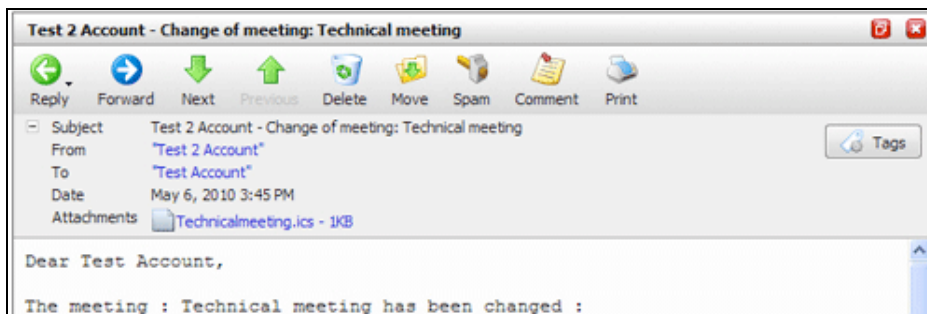 Test 2 Account - Change of meeting: Technical meeting
Reply Forward Next Previous Delete Move Spam Comment Print
Subject Test 2 Account - Change of meeting: Technical meeting
Tags
From "Test 2 Account"
To "Test Account"
Date May 6, 2010 3:45 PM
Attachments Technicalmeeting.ics - 1KB
Dear Test Account,
The meeting : Technical meeting has been changed :